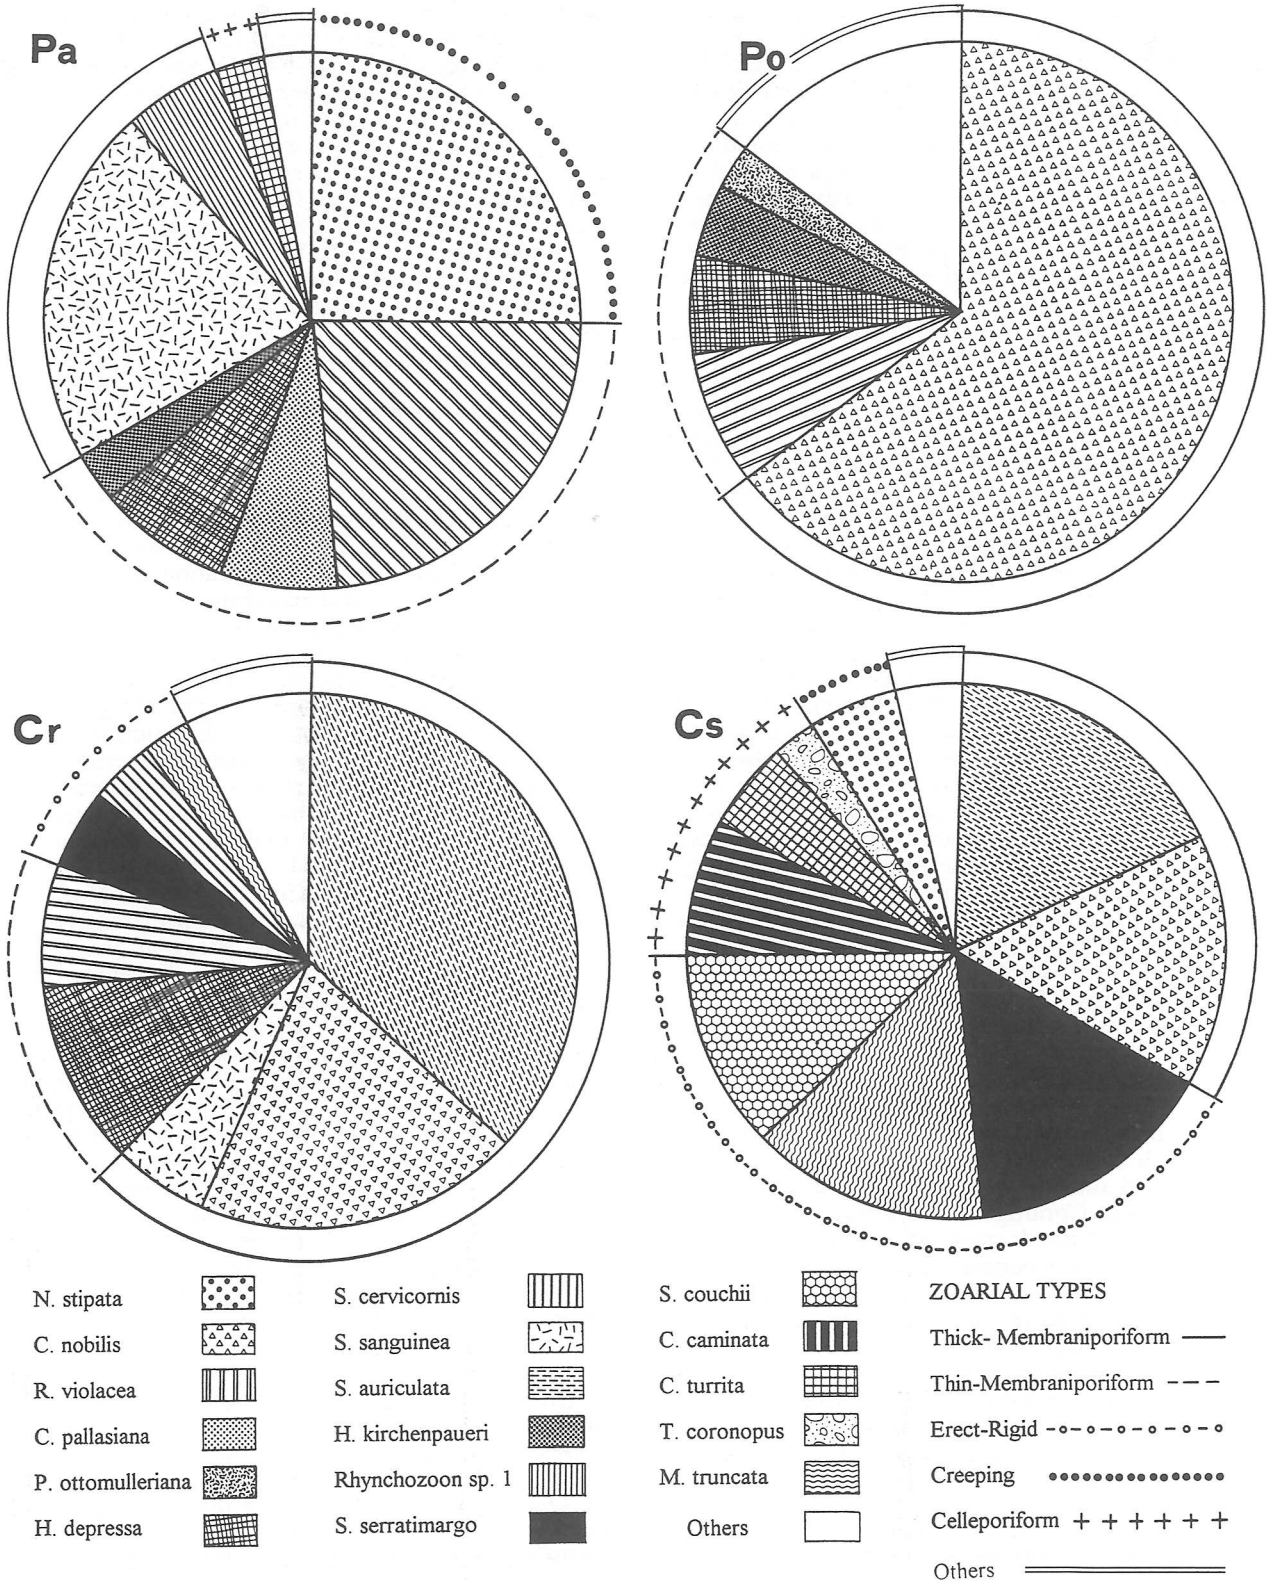 Pa
Po
Cr
Cs
N. stipata
C. nobilis
R. violacea
C. pallasiana
P. ottomulleriana
H. depressa
S. cervicornis
S. sanguinea
S. auriculata
H. kirchenpaueri
Rhynchozoon sp. 1
S. serratimargo
S. couchii
C. caminata
C. turrita
T. coronopus
M. truncata
Others
ZOARIAL TYPES
Thick- Membraniporiform
Thin-Membraniporiform
Erect-Rigid
Creeping
Celleporiform
Others